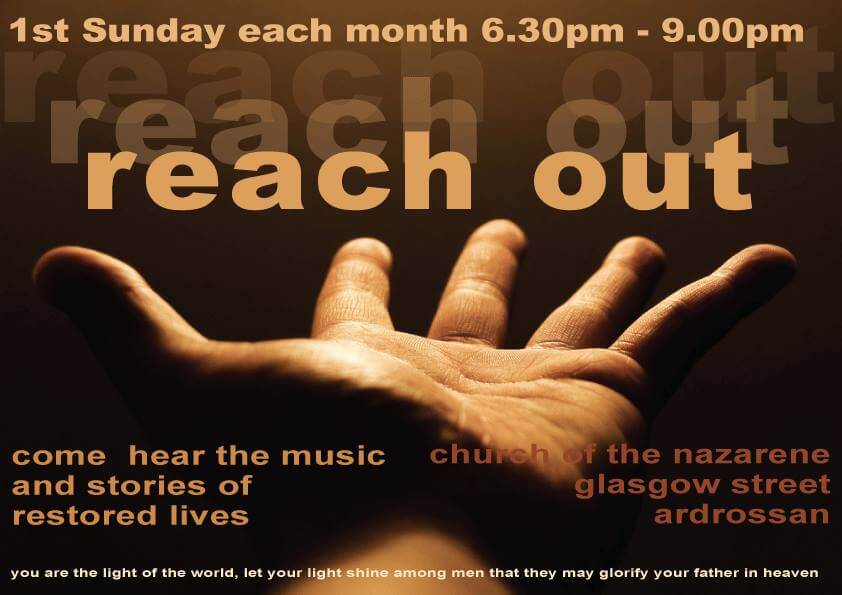 1st Sunday each month 6.30pm - 9.00pm
reach out
reach out
reach out
come hear the music
and stories of
restored lives
church of the nazarene
glasgow street
ardrossan
you are the light of the world, let your light shine among men that they may glorify your father in heaven